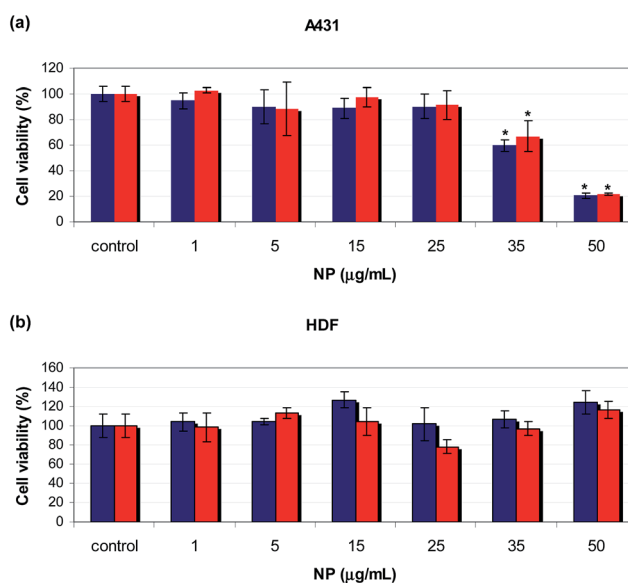 (a)
A431
Cell viability (%)
120
100
80
60
40
20
0
* *
* *
control 1 5 15 25 35 50
NP (μg/mL)
(b)
HDF
Cell viability (%)
160
140
120
100
80
60
40
20
0
control 1 5 15 25 35 50
NP (μg/mL)